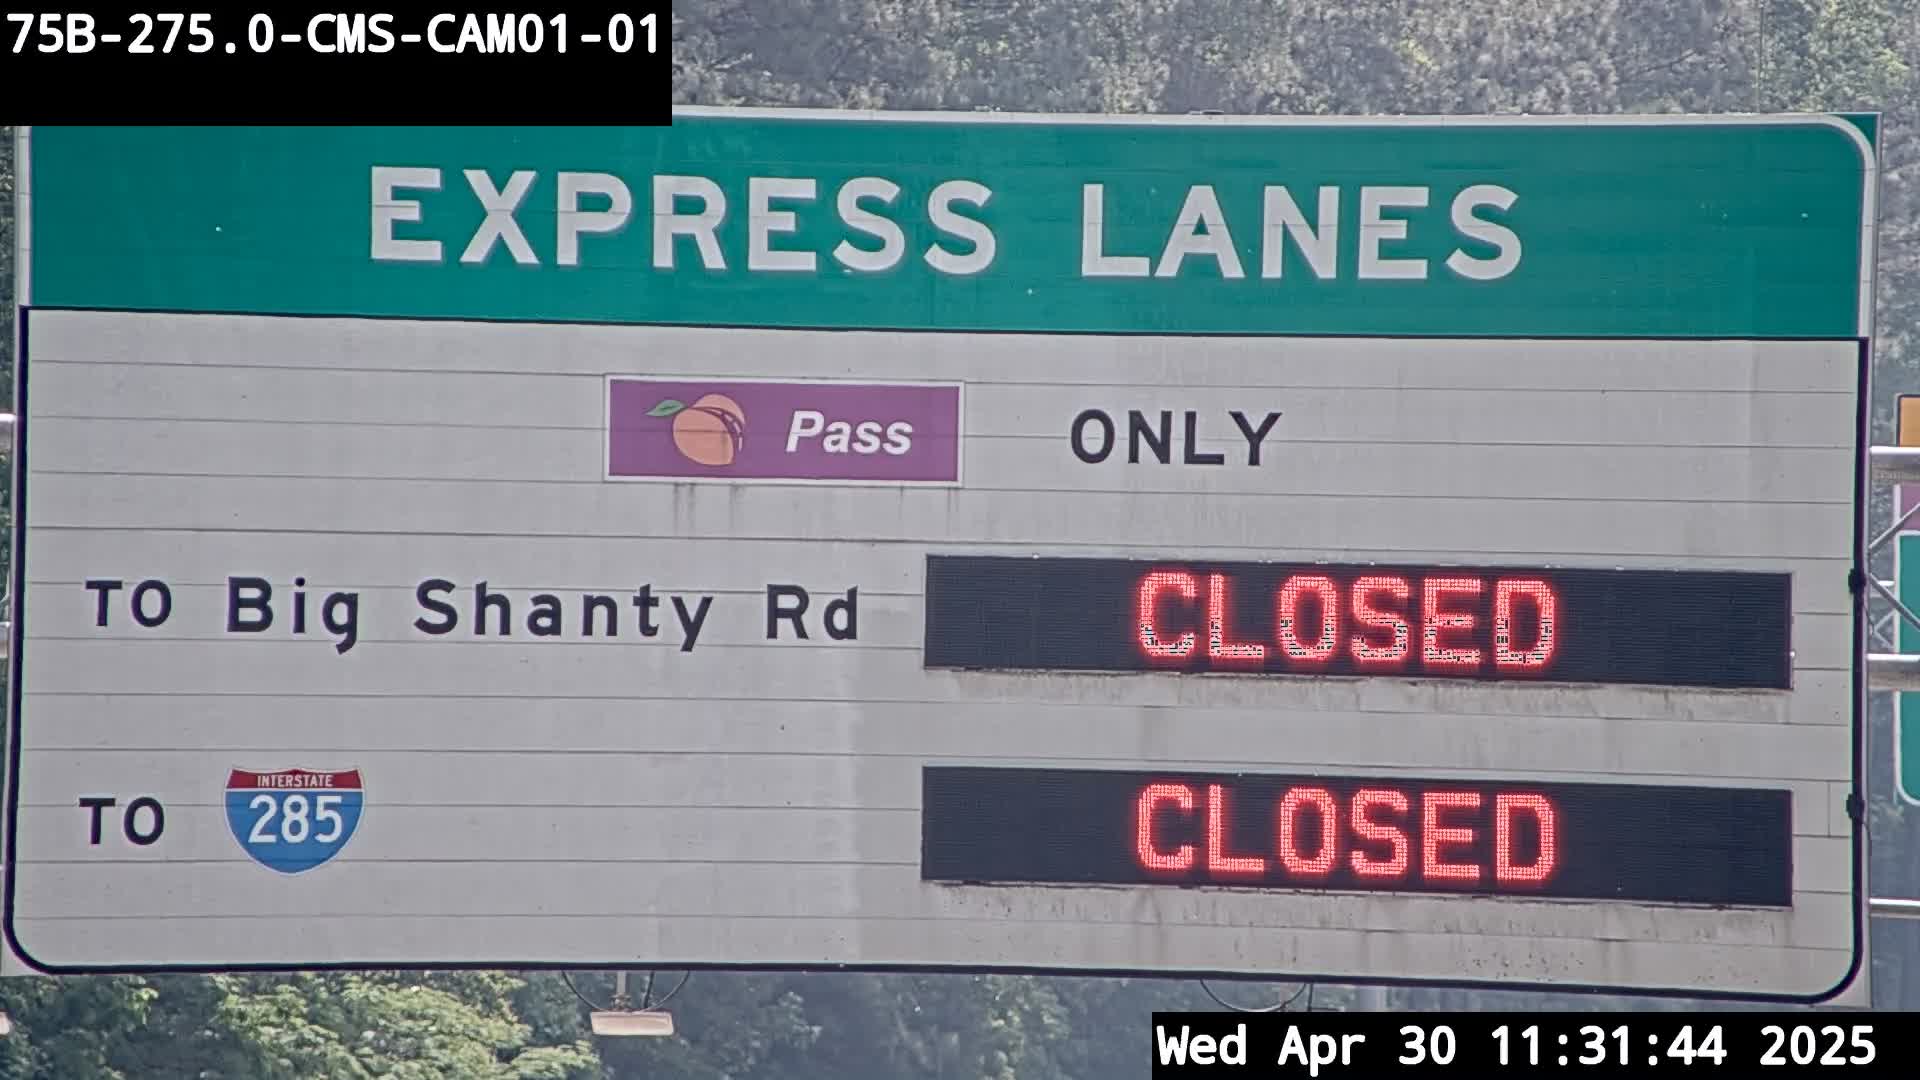 75B-275.0-CMS-CAM01-01
EXPRESS LANES
Pass ONLY
TO Big Shanty Rd CLOSED
INTERSTATE
TO 285 CLOSED
Wed Apr 30 11:31:44 2025